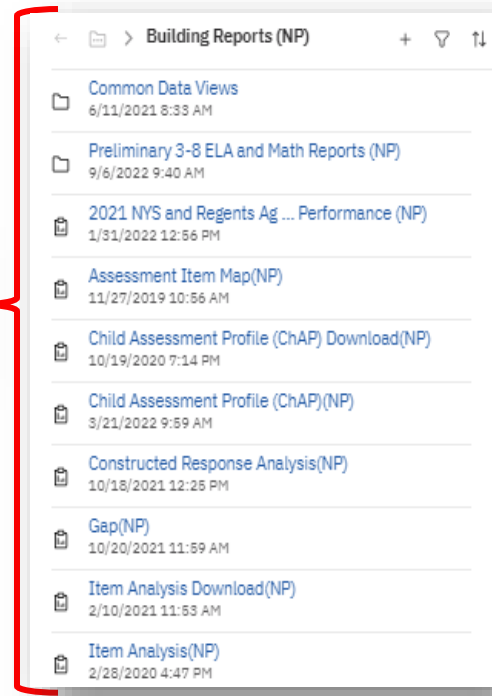 Building Reports (NP)
Common Data Views
6/11/2021 8:33 AM
Preliminary 3-8 ELA and Math Reports (NP)
9/6/2022 9:40 AM
2021 NYS and Regents Ag ... Performance (NP)
1/31/2022 12:56 PM
Assessment Item Map(NP)
11/27/2019 10:56 AM
Child Assessment Profile (ChAP) Download(NP)
10/19/2020 7:14 PM
Child Assessment Profile (ChAP)(NP)
3/21/2022 9:59 AM
Constructed Response Analysis(NP)
10/18/2021 12:25 PM
Gap(NP)
10/20/2021 11:59 AM
Item Analysis Download(NP)
2/10/2021 11:53 AM
Item Analysis(NP)
2/28/2020 4:47 PM